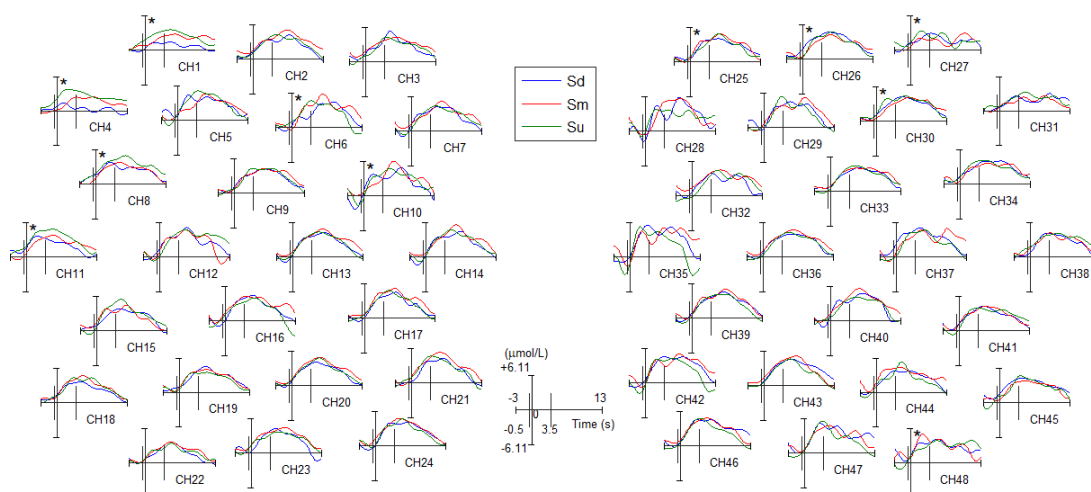 * CH1
CH2
CH3
* CH25
* CH26
* CH27
Sd
Sm
Su
* CH4
CH5
* CH6
CH7
CH28
CH29
* CH30
CH31
* CH8
CH9
* CH10
CH32
CH33
CH34
* CH11
CH12
CH13
CH14
CH35
CH36
CH37
CH38
CH15
CH16
CH17
CH39
CH40
CH41
CH18
CH19
CH20
CH21
(μmol/L)
+6.11
-3
13
0
-0.5
3.5
Time (s)
-6.11
CH42
CH43
CH44
CH45
CH22
CH23
CH24
CH46
CH47
* CH48